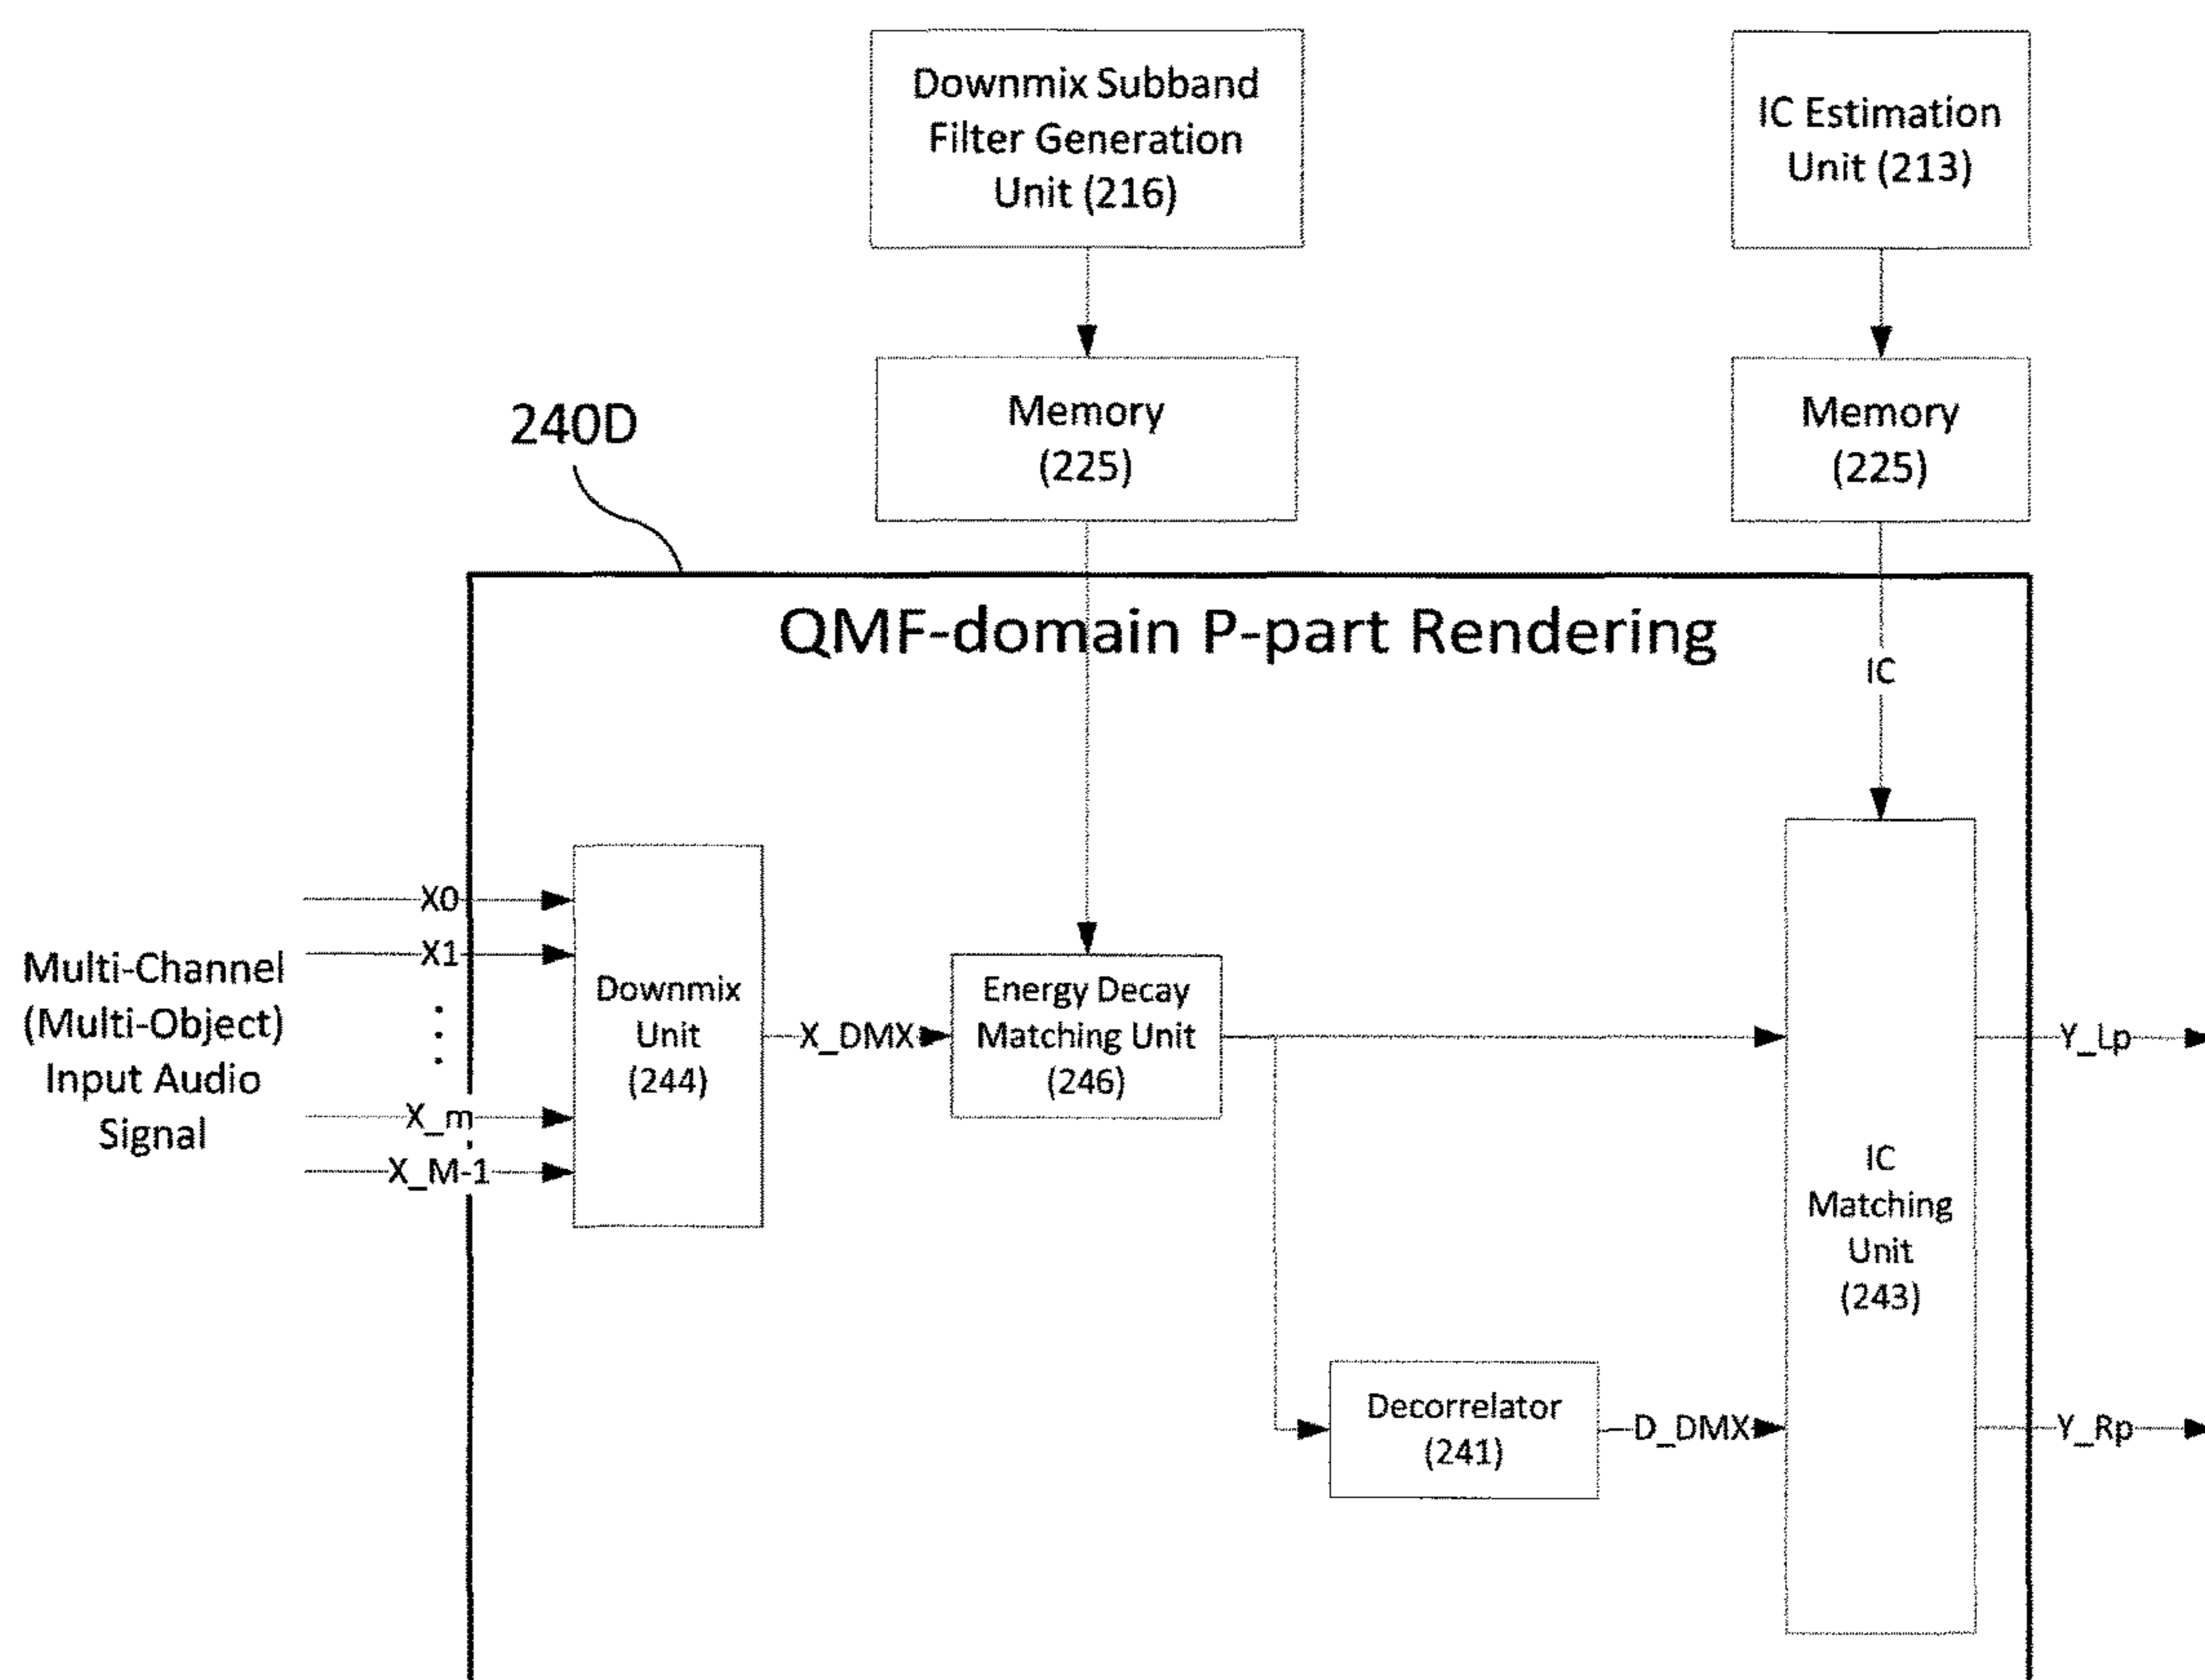 Downmix Subband
Filter Generation
Unit (216)
IC Estimation
Unit (213)
Memory
(225)
Memory
(225)
240D
QMF-domain P-part Rendering
IC
Multi-Channel
(Multi-Object)
Input Audio
Signal
X0
X1
X_m
X_M-1
Downmix
Unit
(244)
X_DMX
Energy Decay
Matching Unit
(246)
Decorrelator
(241)
D_DMX
IC
Matching
Unit
(243)
Y_Lp
Y_Rp